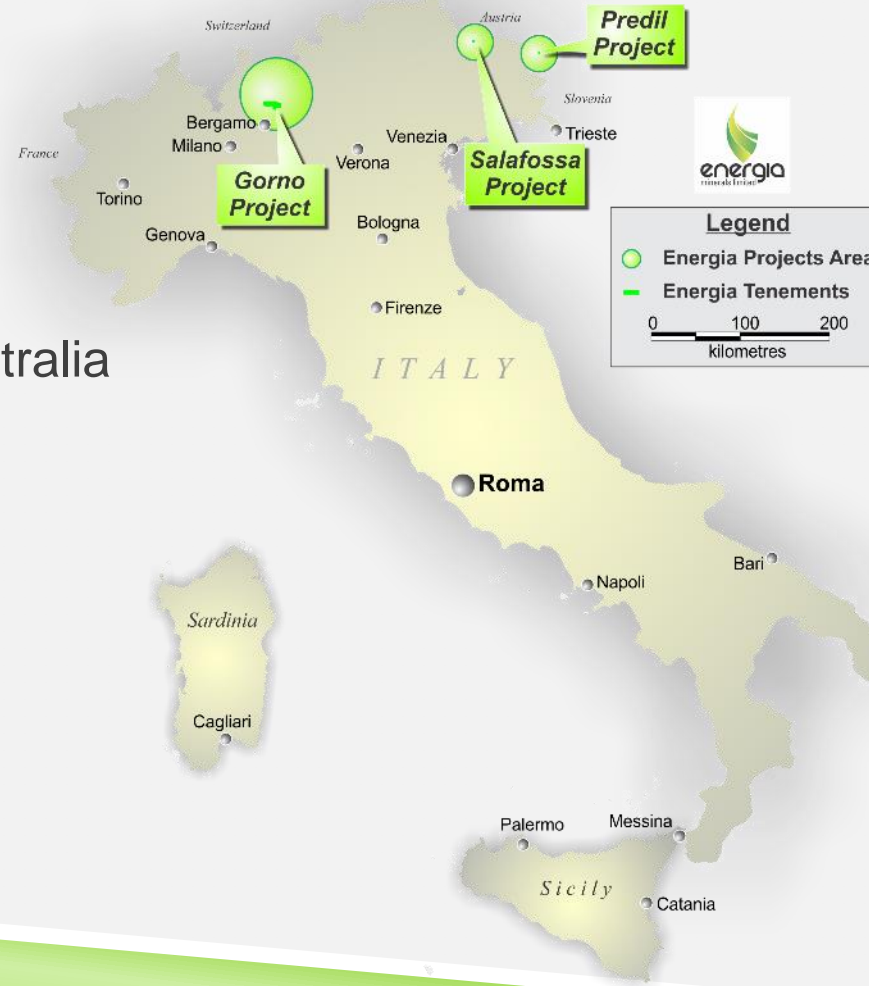 Switzerland
Austria
Predil
Project
Slovenia
France
Bergamo
Milano
Verona
Venezia
Trieste
Torino
Gorno
Project
Salafossa
Project
energia
minerals limited
Genova
Bologna
Legend
Energia Projects Area
Energia Tenements
0 100 200
kilometres
Firenze
tralia
ITALY
Roma
Bari
Napoli
Sardinia
Cagliari
Palermo
Messina
Sicily
Catania